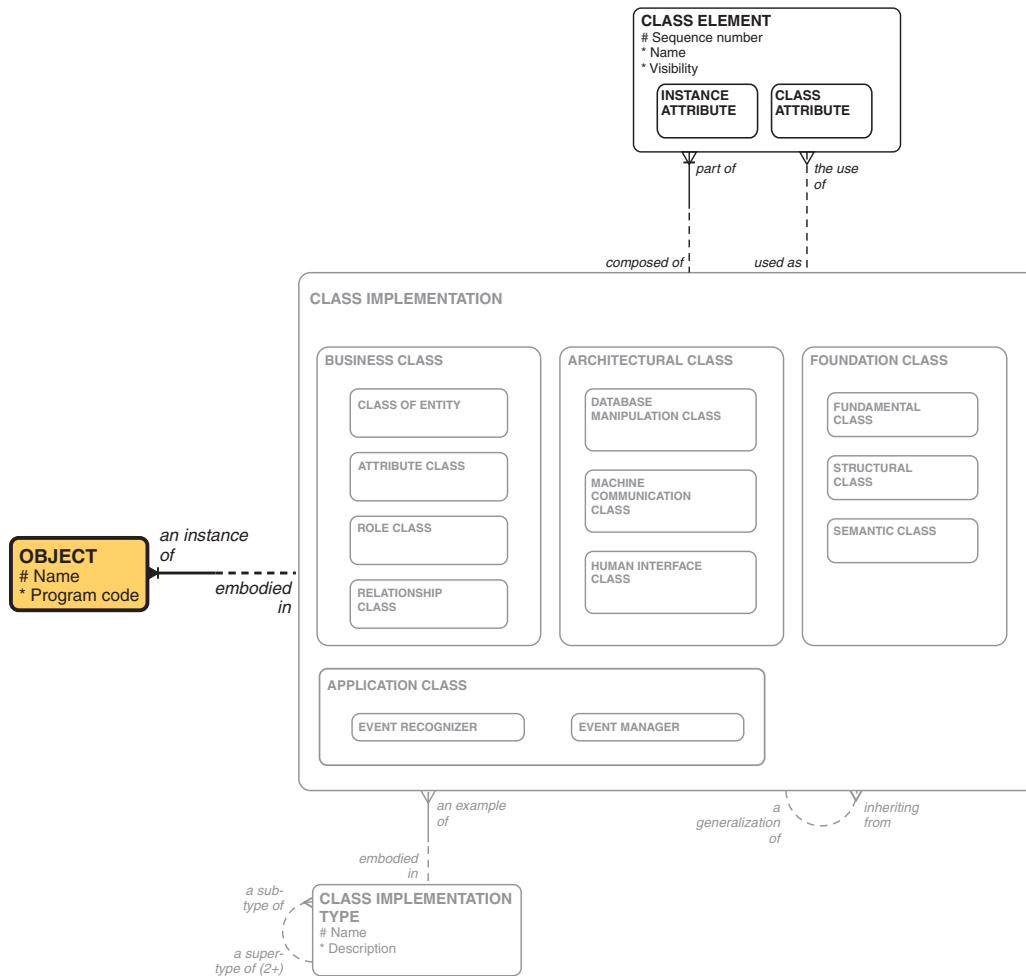 CLASS ELEMENT
# Sequence number
* Name
* Visibility
INSTANCE
ATTRIBUTE
CLASS
ATTRIBUTE
part of
the use
of
composed of
used as
CLASS IMPLEMENTATION
BUSINESS CLASS
CLASS OF ENTITY
ATTRIBUTE CLASS
ROLE CLASS
RELATIONSHIP
CLASS
ARCHITECTURAL CLASS
DATABASE
MANIPULATION CLASS
MACHINE
COMMUNICATION
CLASS
HUMAN INTERFACE
CLASS
FOUNDATION CLASS
FUNDAMENTAL
CLASS
STRUCTURAL
CLASS
SEMANTIC CLASS
OBJECT
# Name
* Program code
an instance
of
embodied
in
APPLICATION CLASS
EVENT RECOGNIZER
EVENT MANAGER
an example
of
embodied
in
a
generalization
of
inheriting
from
a sub-
type of
a super-
type of (2+)
CLASS IMPLEMENTATION
TYPE
# Name
* Description